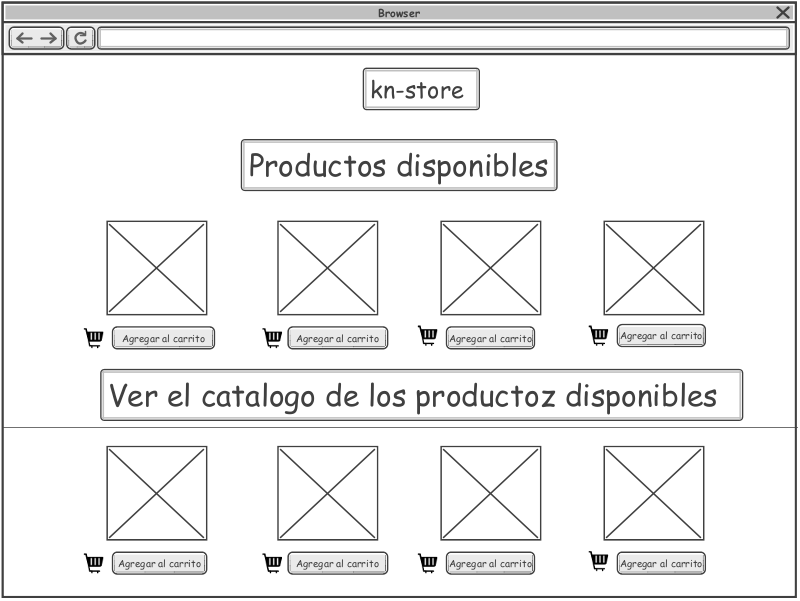 Browser
kn-store
Productos disponibles
Agregar al carrito
Agregar al carrito
Agregar al carrito
Agregar al carrito
Ver el catalogo de los productoz disponibles
Agregar al carrito
Agregar al carrito
Agregar al carrito
Agregar al carrito